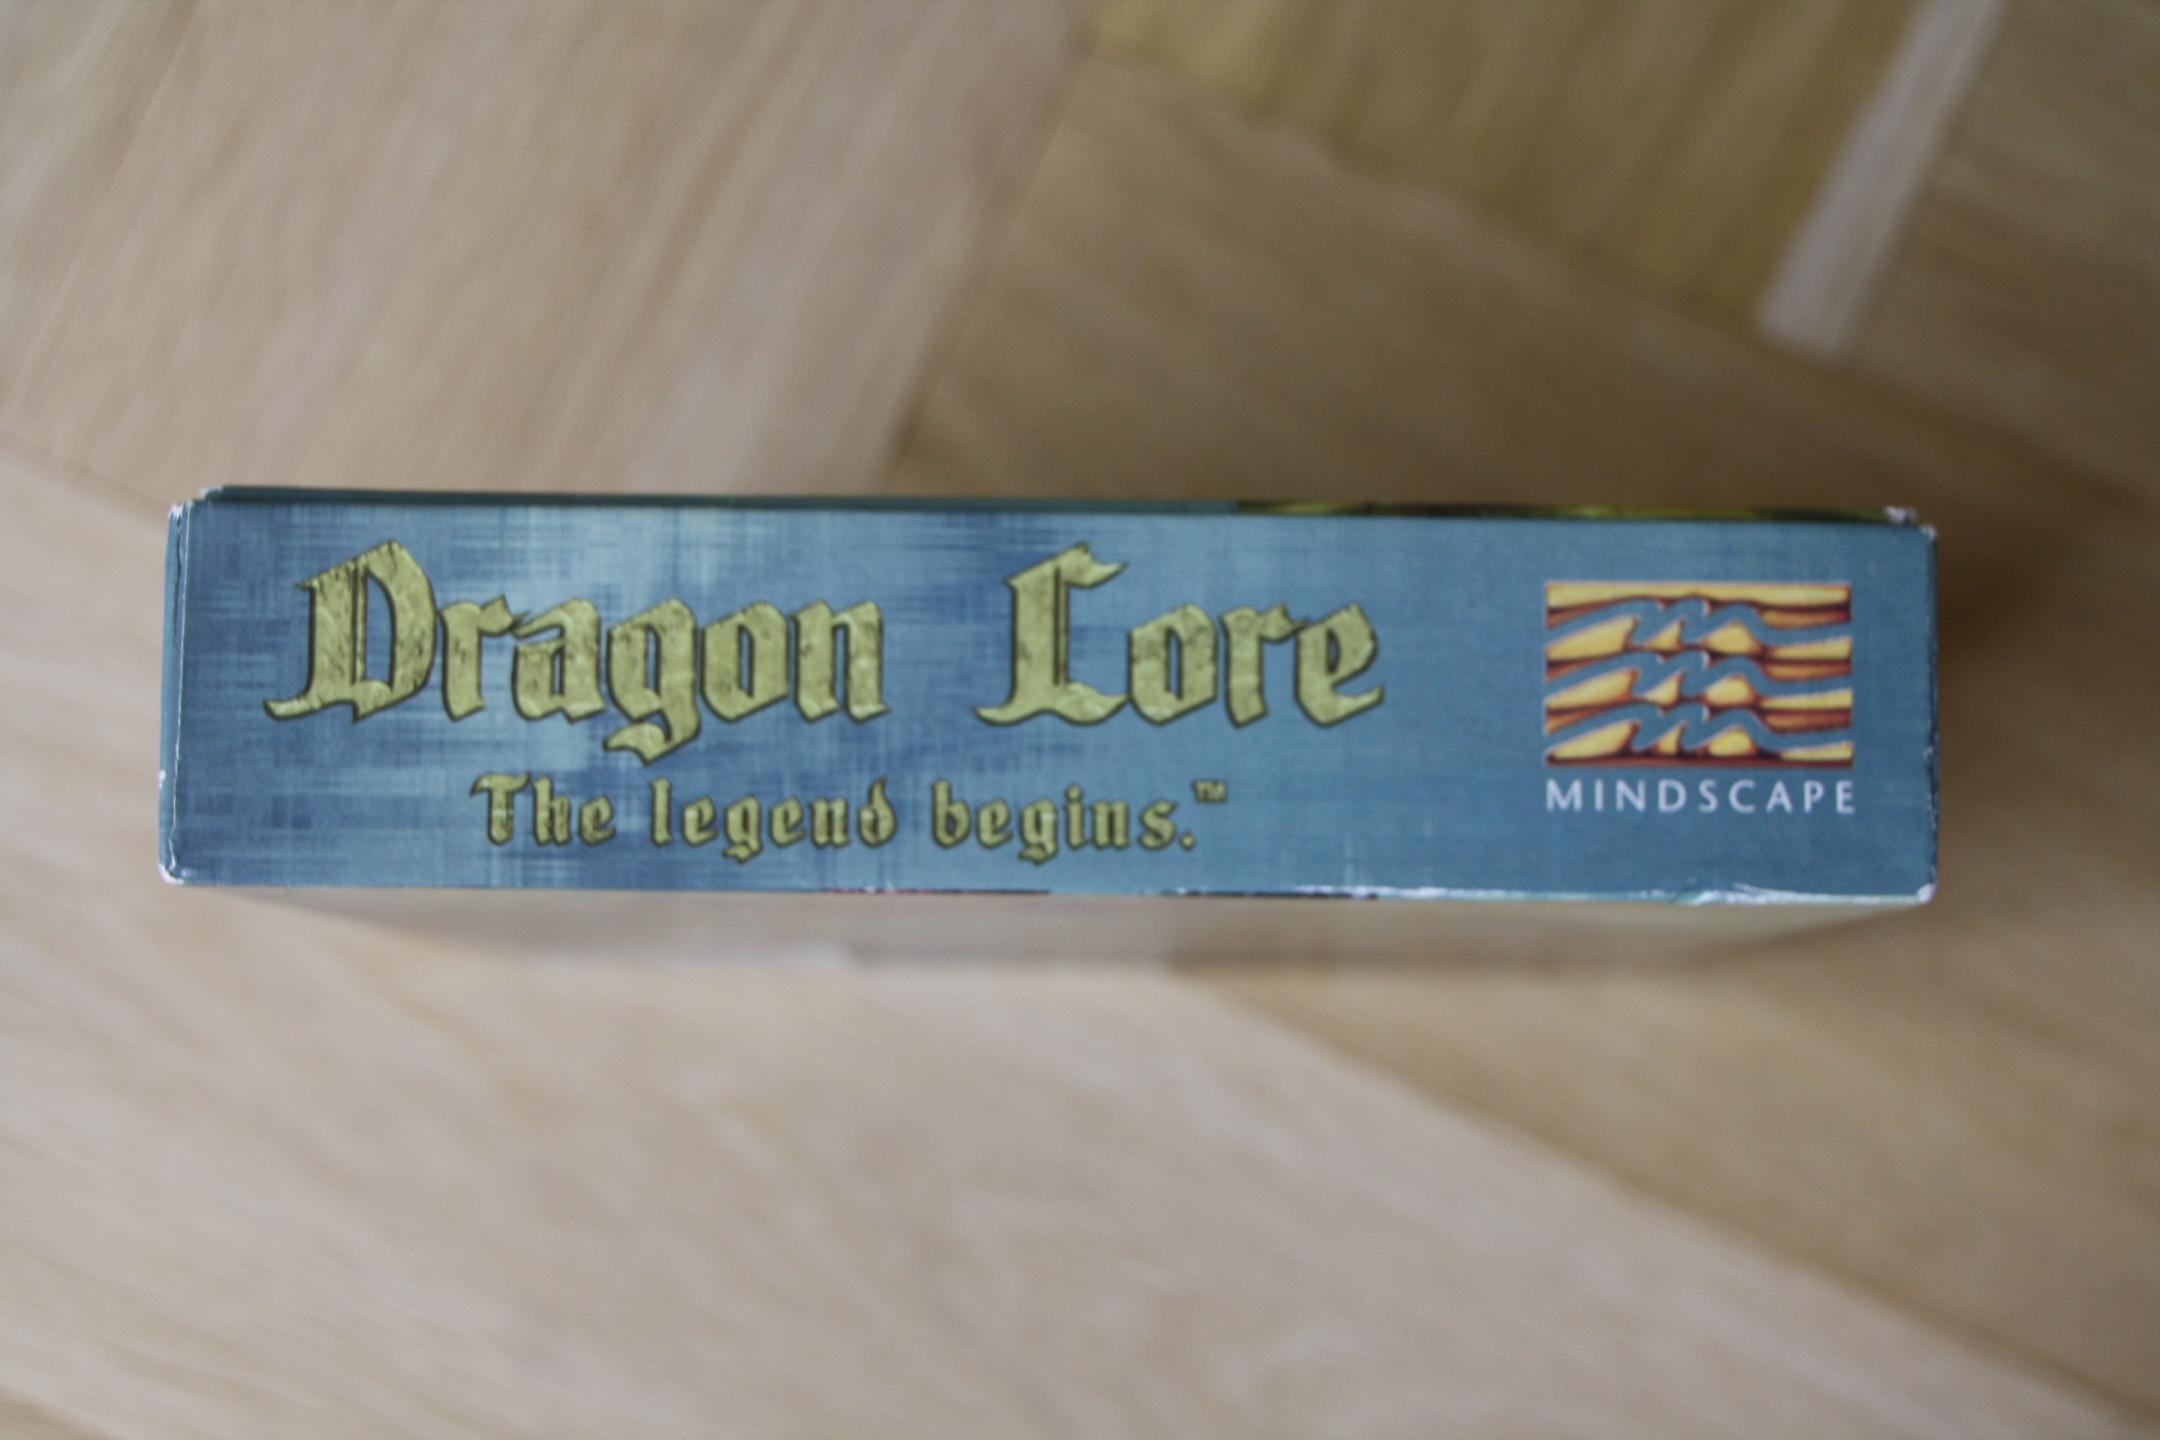 Dragon Lore
The legend begins.™
MINDSCAPE